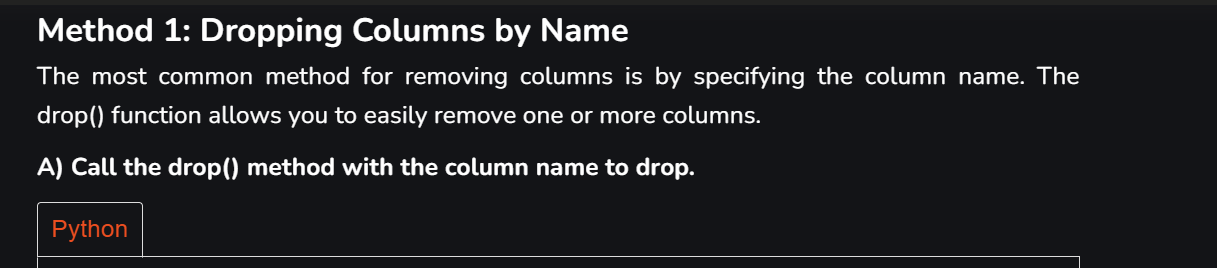 Method 1: Dropping Columns by Name
The most common method for removing columns is by specifying the column name. The
drop() function allows you to easily remove one or more columns.
A) Call the drop() method with the column name to drop.
Python